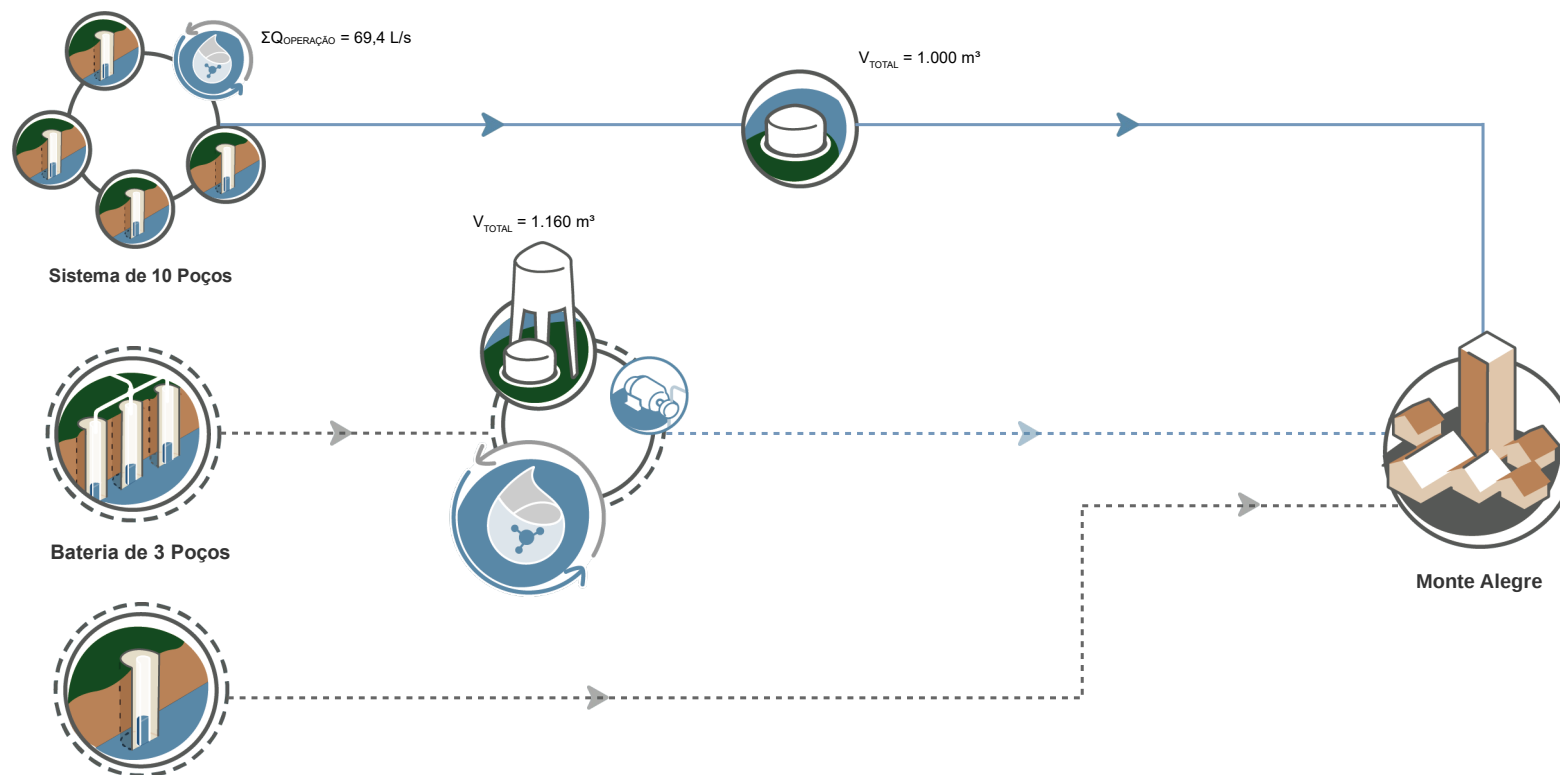 ΣQOPERAÇÃO = 69,4 L/s
VTOTAL = 1.000 m³
VTOTAL = 1.160 m³
Sistema de 10 Poços
Bateria de 3 Poços
Monte Alegre